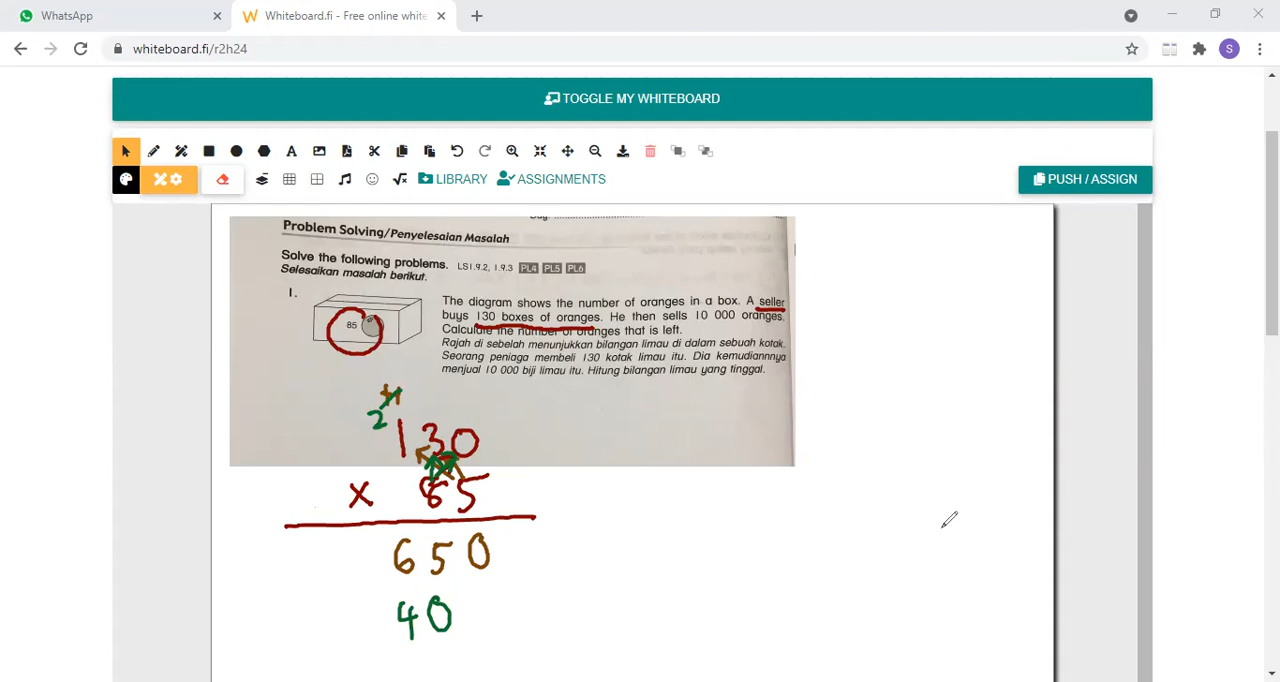 WhatsApp
Whiteboard.fi - Free online white
whiteboard.fi/r2h24
S
TOGGLE MY WHITEBOARD
LIBRARY
ASSIGNMENTS
PUSH / ASSIGN
Problem Solving/Penyelesaian Masalah
Solve the following problems. LS1.9.2, 1.9.3 PL4 PL5 PL6
Selesaikan masalah berikut.
1.
85
The diagram shows the number of oranges in a box. A seller
buys 130 boxes of oranges. He then sells 10 000 oranges.
Calculate the number of oranges that is left.
Rajah di sebelah menunjukkan bilangan limau di dalam sebuah kotak.
Seorang peniaga membeli 130 kotak limau itu. Dia kemudiannnya
menjual 10 000 biji limau itu. Hitung bilangan limau yang tinggal.
2
130
x 85
650
40